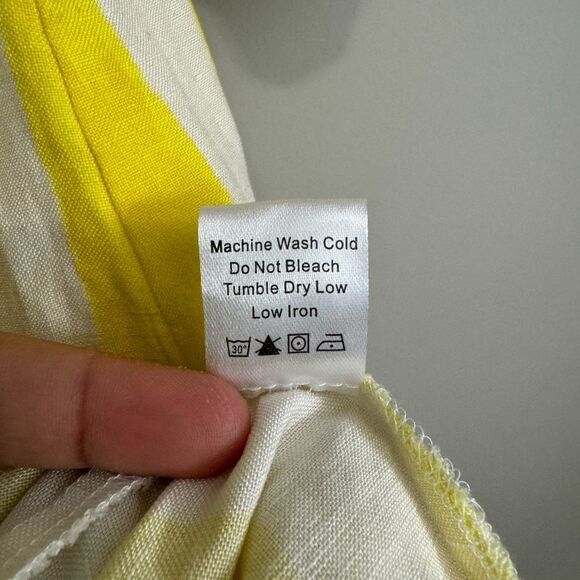 Machine Wash Cold
Do Not Bleach
Tumble Dry Low
Low Iron
30°